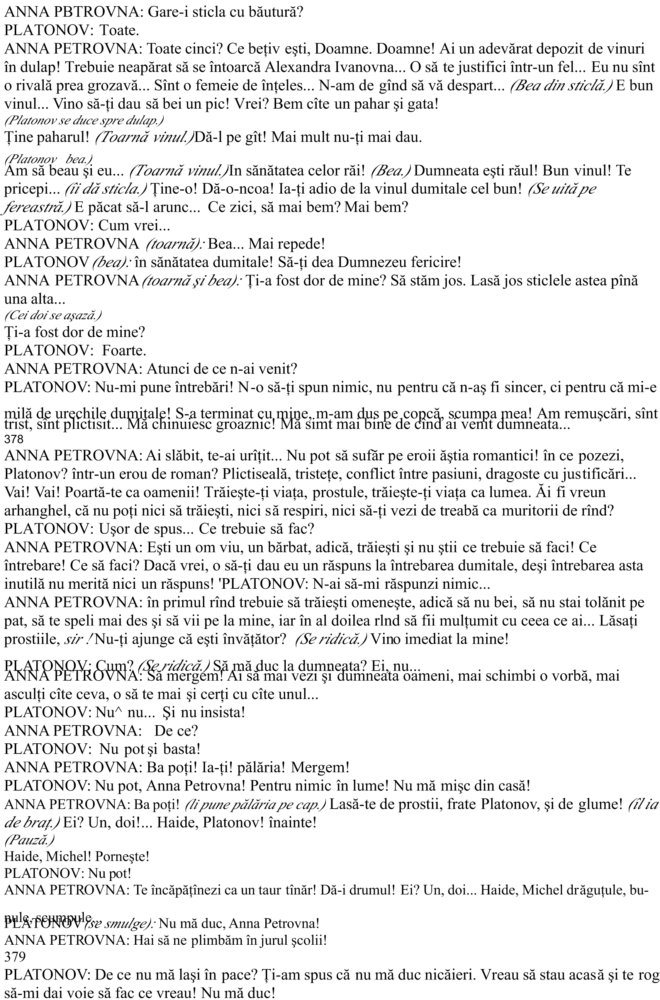 ANNA PBTROVNA: Gare-i sticla cu băutură?
PLATONOV: Toate.
ANNA PETROVNA: Toate cinci? Ce bețiv eşti, Doamne. Doamne! Ai un adevărat depozit de vinuri
în dulap! Trebuie neapărat să se întoarcă Alexandra Ivanovna... O să te justifici într-un fel... Eu nu sînt
o rivală prea grozavă... Sînt o femeie de înțeles... N-am de gînd să vă despart... (Bea din sticlă.) E bun
vinul... Vino să-ți dau să bei un pic! Vrei? Bem cîte un pahar şi gata!
(Platonov se duce spre dulap.)
Ține paharul! (Toarnă vinul.)Dă-l pe gît! Mai mult nu-ți mai dau.
(Platonov bea.)
Am să beau şi eu... (Toarnă vinul.)In sănătatea celor răi! (Bea.) Dumneata eşti răul! Bun vinul! Te
pricepi... (îi dă sticla.) Ține-o! Dă-o-ncoa! Ia-ți adio de la vinul dumitale cel bun! (Se uită pe
fereastră.) E păcat să-l arunc... Ce zici, să mai bem? Mai bem?
PLATONOV: Cum vrei...
ANNA PETROVNA (toarnă): Bea... Mai repede!
PLATONOV (bea): în sănătatea dumitale! Să-ți dea Dumnezeu fericire!
ANNA PETROVNA (toarnă şi bea): Ți-a fost dor de mine? Să stăm jos. Lasă jos sticlele astea pînă
una alta...
(Cei doi se aşază.)
Ți-a fost dor de mine?
PLATONOV: Foarte.
ANNA PETROVNA: Atunci de ce n-ai venit?
PLATONOV: Nu-mi pune întrebări! N-o să-ți spun nimic, nu pentru că n-aş fi sincer, ci pentru că mi-e
milă de urechile dumitale! S-a terminat cu mine, m-am dus pe copcă, scumpa mea! Am remuşcări, sînt
trist, sînt plictisit... Mă chinuiesc groaznic! Mă simt mai bine de cînd ai venit dumneata...
378
ANNA PETROVNA: Ai slăbit, te-ai urîțit... Nu pot să sufăr pe eroii ăştia romantici! în ce pozezi,
Platonov? într-un erou de roman? Plictiseală, tristețe, conflict între pasiuni, dragoste cu justificări...
Vai! Vai! Poartă-te ca oamenii! Trăieşte-ți viața, prostule, trăieşte-ți viața ca lumea. Ăi fi vreun
arhanghel, că nu poți nici să trăieşti, nici să respiri, nici să-ți vezi de treabă ca muritorii de rînd?
PLATONOV: Uşor de spus... Ce trebuie să fac?
ANNA PETROVNA: Eşti un om viu, un bărbat, adică, trăieşti şi nu ştii ce trebuie să faci! Ce
întrebare! Ce să faci? Dacă vrei, o să-ți dau eu un răspuns la întrebarea dumitale, deşi întrebarea asta
inutilă nu merită nici un răspuns! 'PLATONOV: N-ai să-mi răspunzi nimic...
ANNA PETROVNA: în primul rînd trebuie să trăieşti omeneşte, adică să nu bei, să nu stai tolănit pe
pat, să te speli mai des şi să vii pe la mine, iar în al doilea rlnd să fii mulțumit cu ceea ce ai... Lăsați
prostiile, sir ! Nu-ți ajunge că eşti învățător? (Se ridică.) Vino imediat la mine!
PLATONOV: Cum? (Se ridică.) Să mă duc la dumneata? Ei, nu...
ANNA PETROVNA: Să mergem! Ai să mai vezi şi dumneata oameni, mai schimbi o vorbă, mai
asculți cîte ceva, o să te mai şi cerți cu cîte unul...
PLATONOV: Nu^ nu... Şi nu insista!
ANNA PETROVNA: De ce?
PLATONOV: Nu pot şi basta!
ANNA PETROVNA: Ba poți! Ia-ți! pălăria! Mergem!
PLATONOV: Nu pot, Anna Petrovna! Pentru nimic în lume! Nu mă mişc din casă!
ANNA PETROVNA: Ba poți! (li pune pălăria pe cap.) Lasă-te de prostii, frate Platonov, şi de glume! (îl ia
de braț.) Ei? Un, doi!... Haide, Platonov! înainte!
(Pauză.)
Haide, Michel! Porneşte!
PLATONOV: Nu pot!
ANNA PETROVNA: Te încăpățînezi ca un taur tînăr! Dă-i drumul! Ei? Un, doi... Haide, Michel drăguțule, bu-
nule, scumpule...
PLATONOV (se smulge): Nu mă duc, Anna Petrovna!
ANNA PETROVNA: Hai să ne plimbăm în jurul şcolii!
379
PLATONOV: De ce nu mă laşi în pace? Ți-am spus că nu mă duc nicăieri. Vreau să stau acasă şi te rog
să-mi dai voie să fac ce vreau! Nu mă duc!